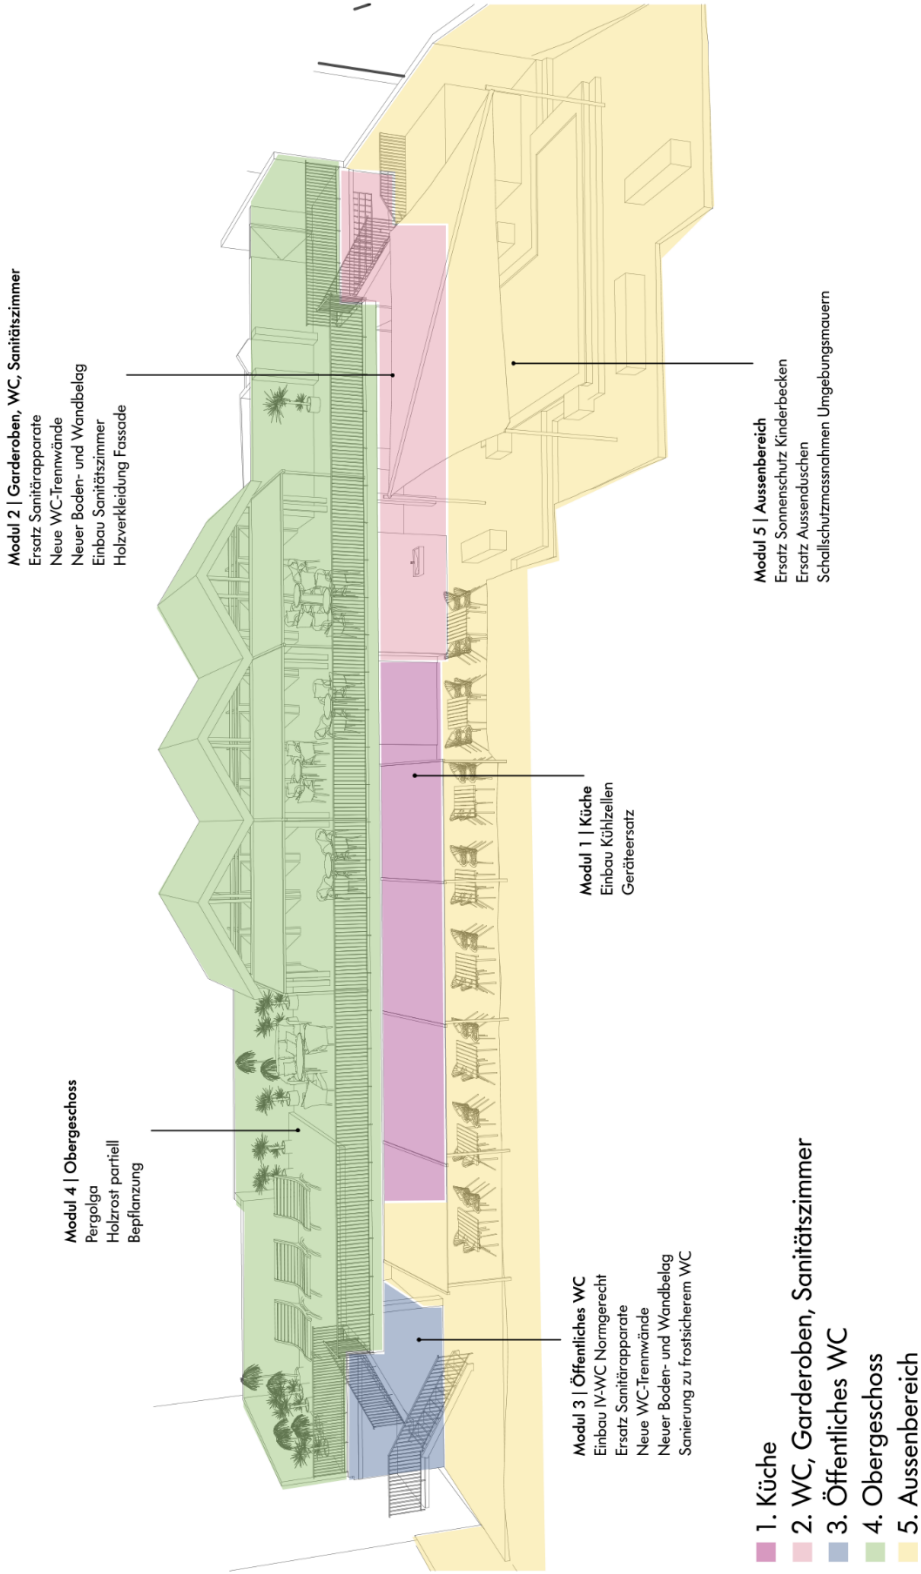 Modul 2 | Garderoben, WC, Sanitätszimmer
Ersatz Sanitärapparate
Neue WC-Trennwände
Neuer Boden- und Wandbelag
Einbau Sanitätszimmer
Holzverkleidung Fassade
Modul 4 | Obergeschoss
Pergolga
Holzrost partiell
Bepflanzung
Modul 3 | Öffentliches WC
Einbau IV-WC Normgerecht
Ersatz Sanitärapparate
Neue WC-Trennwände
Neuer Boden- und Wandbelag
Sanierung zu frostsicherem WC
Modul 1 | Küche
Einbau Kühlzellen
Geräteersatz
Modul 5 | Aussenbereich
Ersatz Sonnenschutz Kinderbecken
Ersatz Aussenduschen
Schallschutzmassnahmen Umgebungsmauern
1. Küche
2. WC, Garderoben, Sanitätszimmer
3. Öffentliches WC
4. Obergeschoss
5. Aussenbereich